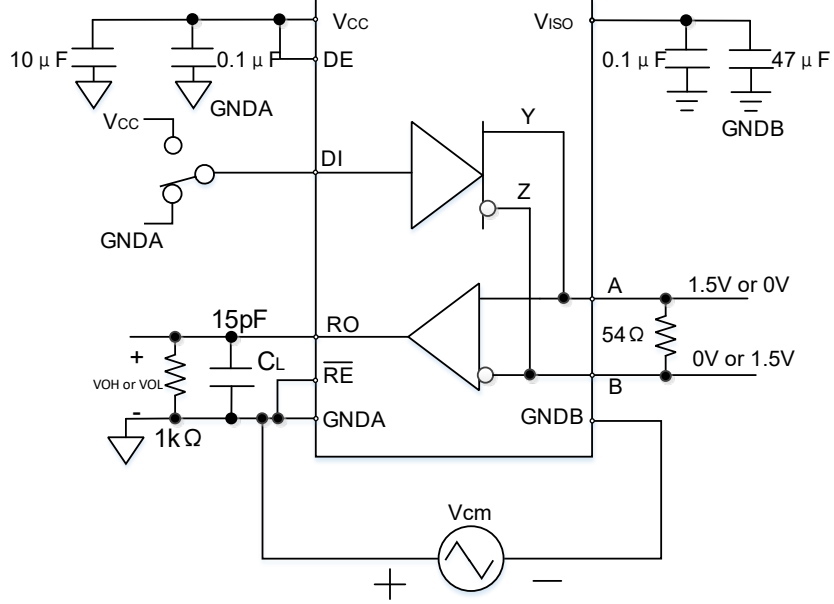 VCC
VISO
10 μF
0.1 μF
DE
0.1 μF
47 μF
GNDA
GNDB
VCC
Y
DI
Z
GNDA
A
1.5V or 0V
15pF
RO
54Ω
+
CL
VOH or VOL
RE
0V or 1.5V
B
-
1kΩ
GNDA
GNDB
Vcm
+
—